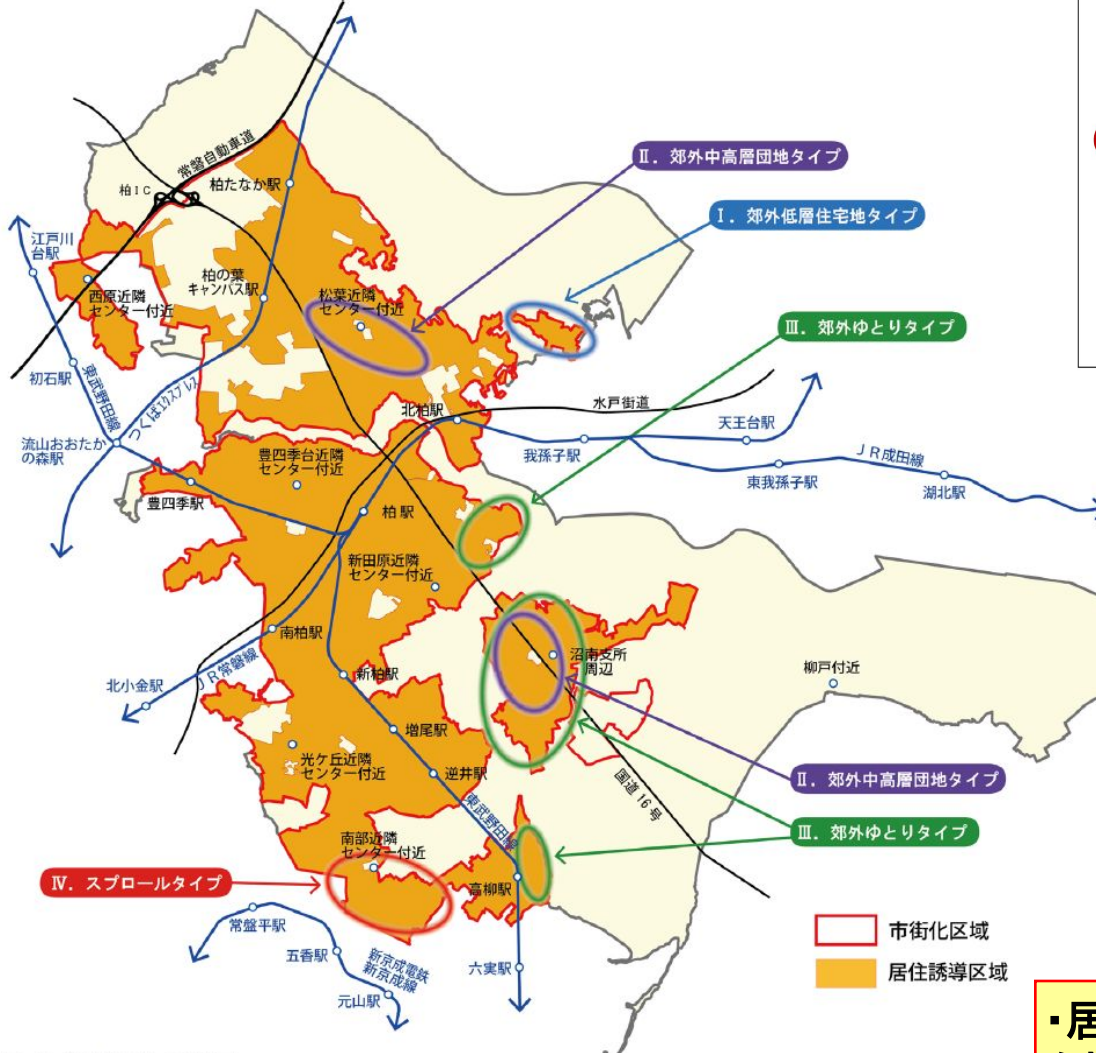 常磐自動車道
柏IC
柏たなか駅
Ⅱ. 郊外中高層団地タイプ
Ⅰ. 郊外低層住宅地タイプ
江戸川
台駅
西原近隣
センター付近
柏の葉
キャンパス駅
松葉近隣
センター付近
Ⅲ. 郊外ゆとりタイプ
初石駅
東武野田線
つくばエクスプレス
北柏駅
水戸街道
天王台駅
流山おおたか
の森駅
豊四季台近隣
センター付近
我孫子駅
JR成田線
東我孫子駅
湖北駅
豊四季駅
柏駅
新田原近隣
センター付近
南柏駅
沼南支所
周辺
柳戸付近
北小金駅
JR常磐線
新柏駅
増尾駅
光ケ丘近隣
センター付近
逆井駅
国道16号
Ⅱ. 郊外中高層団地タイプ
東武野田線
Ⅲ. 郊外ゆとりタイプ
南部近隣
センター付近
高柳駅
Ⅳ. スプロールタイプ
常盤平駅
五香駅
新京成電鉄
新京成線
元山駅
六実駅
市街化区域
居住誘導区域
・居